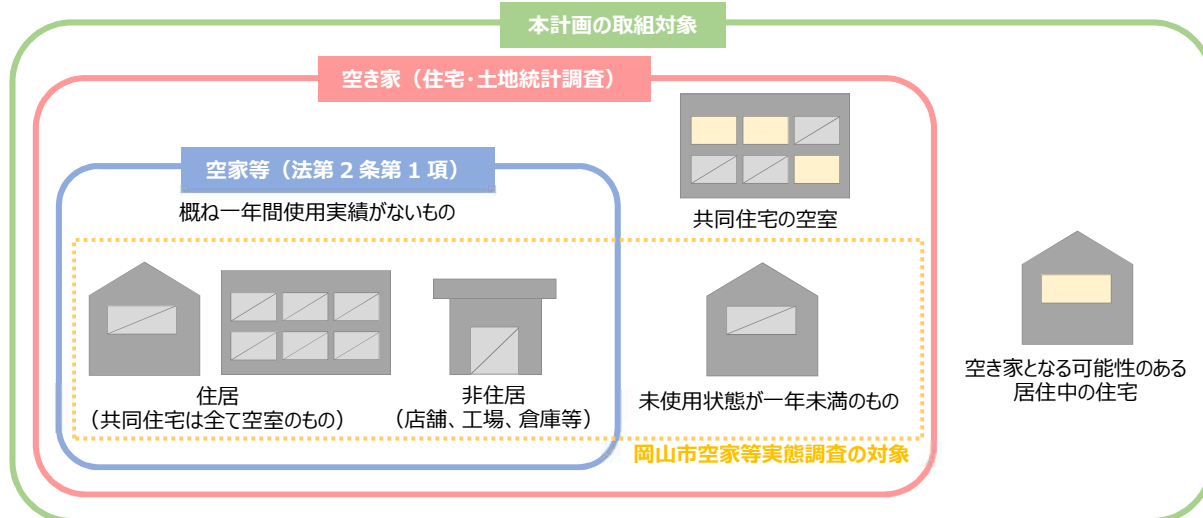 本計画の取組対象
空き家（住宅・土地統計調査）
空家等（法第２条第１項）
概ね一年間使用実績がないもの
共同住宅の空室
住居
（共同住宅は全て空室のもの）
非住居
（店舗、工場、倉庫等）
未使用状態が一年未満のもの
空き家となる可能性のある
居住中の住宅
岡山市空家等実態調査の対象